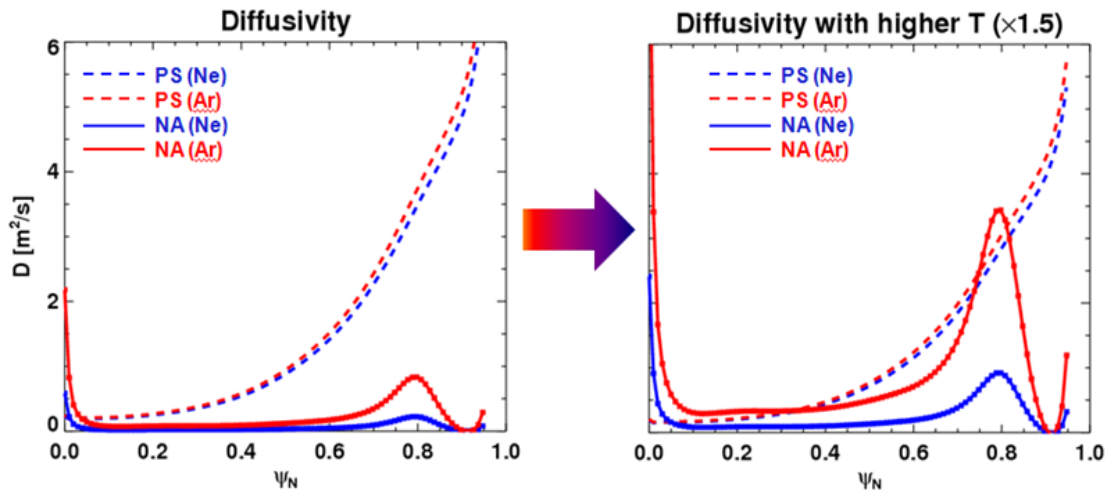 Diffusivity
6
4
2
0
D [m²/s]
PS (Ne)
PS (Ar)
NA (Ne)
NA (Ar)
0.0 0.2 0.4 0.6 0.8 1.0
ψN
Diffusivity with higher T (×1.5)
PS (Ne)
PS (Ar)
NA (Ne)
NA (Ar)
0.0 0.2 0.4 0.6 0.8 1.0
ψN